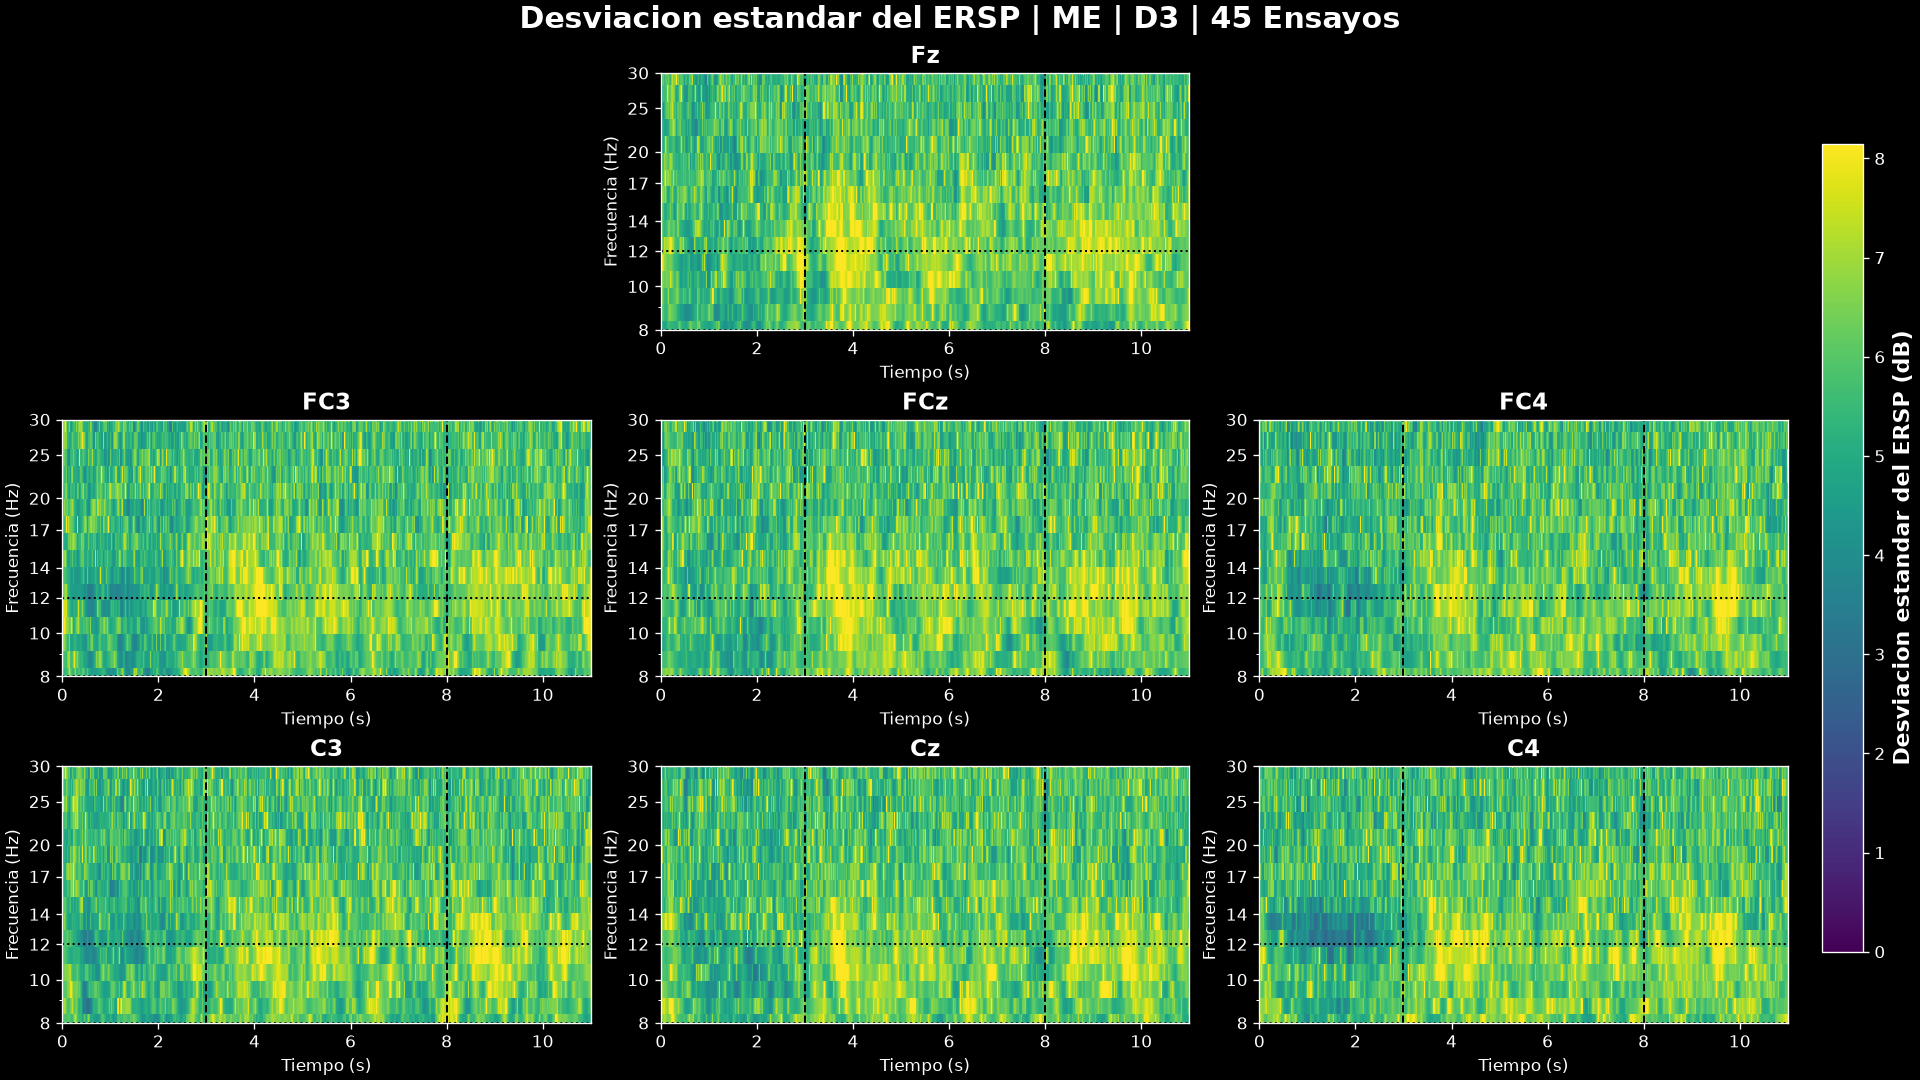 Desviacion estandar del ERSP | ME | D3 | 45 Ensayos
Fz
Frecuencia (Hz)
30
25
20
17
14
12
10
8
0 2 4 6 8 10
Tiempo (s)
FC3
Frecuencia (Hz)
30
25
20
17
14
12
10
8
0 2 4 6 8 10
Tiempo (s)
FCz
Frecuencia (Hz)
30
25
20
17
14
12
10
8
0 2 4 6 8 10
Tiempo (s)
FC4
Frecuencia (Hz)
30
25
20
17
14
12
10
8
0 2 4 6 8 10
Tiempo (s)
C3
Frecuencia (Hz)
30
25
20
17
14
12
10
8
0 2 4 6 8 10
Tiempo (s)
Cz
Frecuencia (Hz)
30
25
20
17
14
12
10
8
0 2 4 6 8 10
Tiempo (s)
C4
Frecuencia (Hz)
30
25
20
17
14
12
10
8
0 2 4 6 8 10
Tiempo (s)
8
7
6
5
4
3
2
1
0
Desviacion estandar del ERSP (dB)